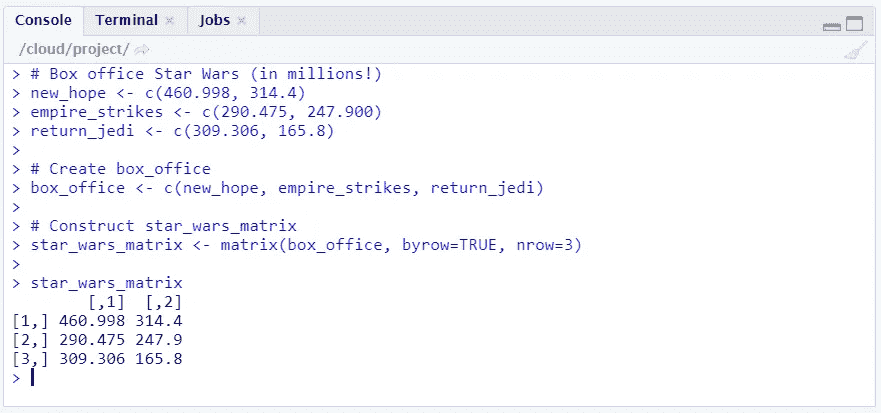 Console Terminal Jobs
/cloud/project/
> # Box office Star Wars (in millions!)
> new_hope <- c(460.998, 314.4)
> empire_strikes <- c(290.475, 247.900)
> return_jedi <- c(309.306, 165.8)
>
> # Create box_office
> box_office <- c(new_hope, empire_strikes, return_jedi)
>
> # Construct star_wars_matrix
> star_wars_matrix <- matrix(box_office, byrow=TRUE, nrow=3)
>
> star_wars_matrix
        [,1]  [,2]
[1,] 460.998 314.4
[2,] 290.475 247.9
[3,] 309.306 165.8
>